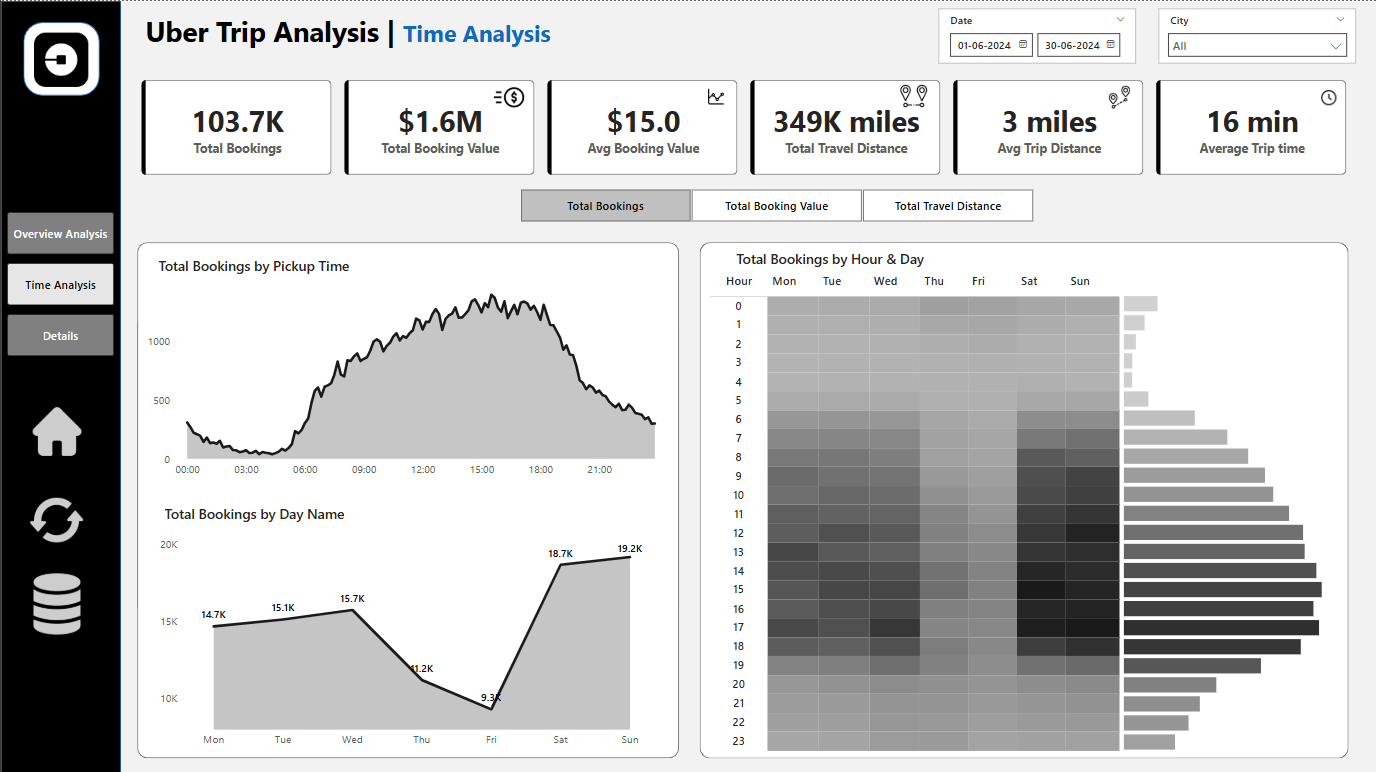 Uber Trip Analysis | Time Analysis
Date
01-06-2024 30-06-2024
City
All
103.7K
Total Bookings
$1.6M
Total Booking Value
$15.0
Avg Booking Value
349K miles
Total Travel Distance
3 miles
Avg Trip Distance
16 min
Average Trip time
Total Bookings Total Booking Value Total Travel Distance
Overview Analysis
Time Analysis
Details
Total Bookings by Pickup Time
1000
500
0
00:00 03:00 06:00 09:00 12:00 15:00 18:00 21:00
Total Bookings by Day Name
20K
15K
10K
14.7K 15.1K 15.7K 11.2K 9.3K 18.7K 19.2K
Mon Tue Wed Thu Fri Sat Sun
Total Bookings by Hour & Day
Hour Mon Tue Wed Thu Fri Sat Sun
0
1
2
3
4
5
6
7
8
9
10
11
12
13
14
15
16
17
18
19
20
21
22
23